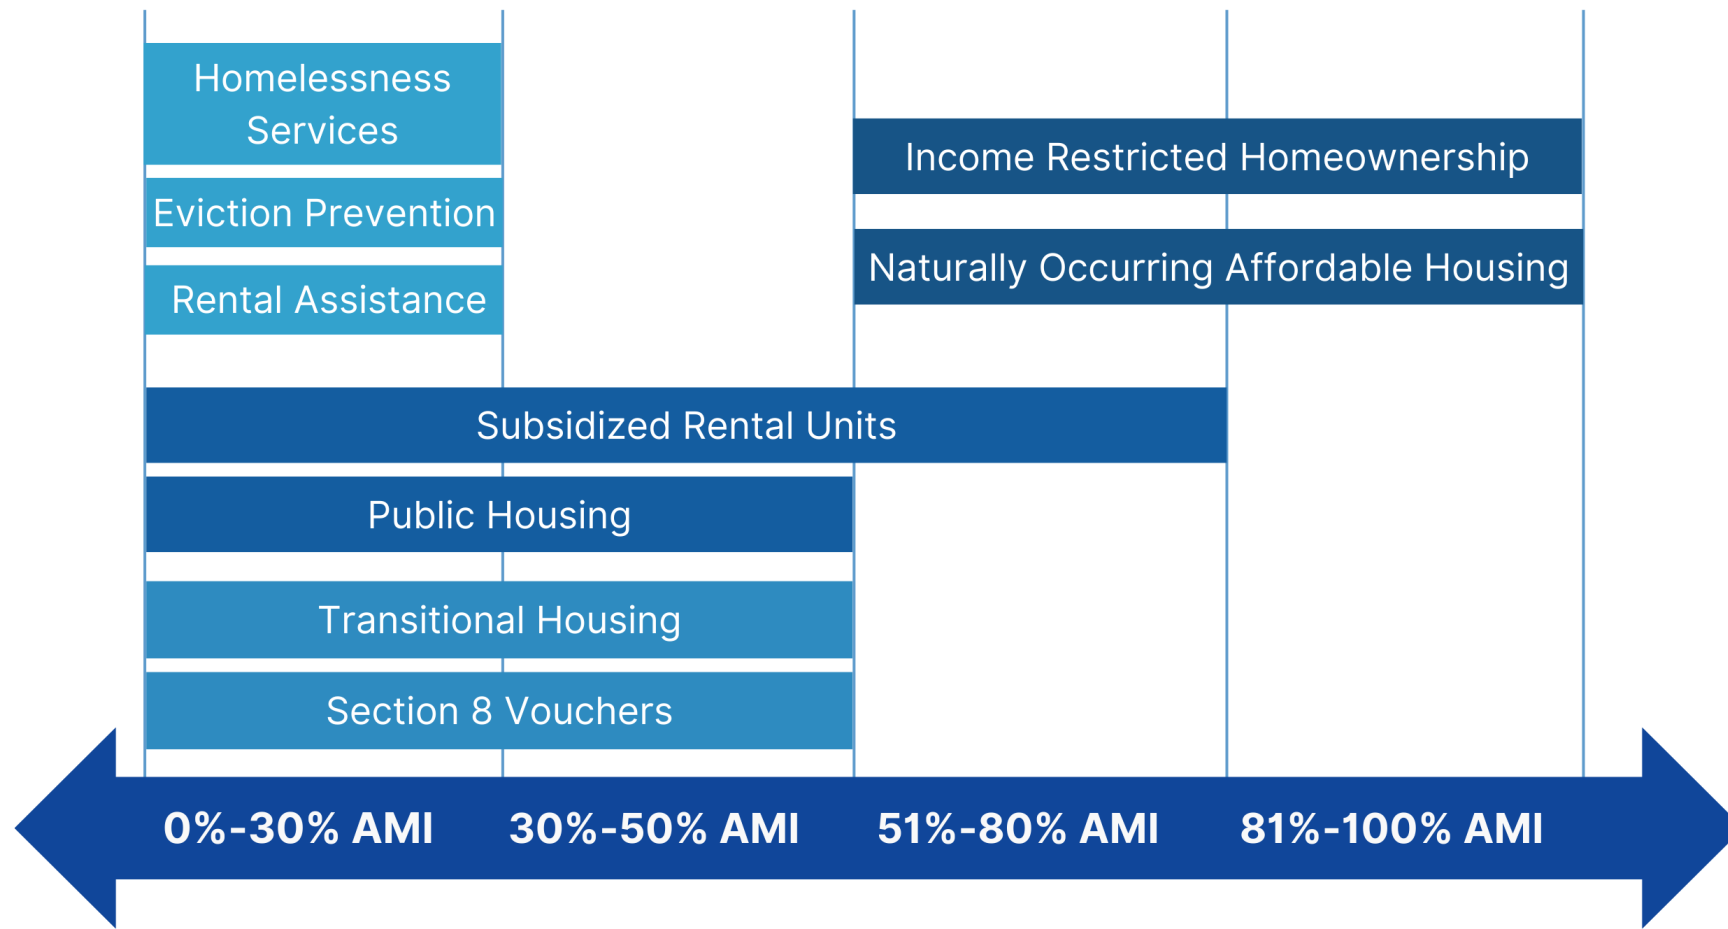 Homelessness
Services
Eviction Prevention
Rental Assistance
Income Restricted Homeownership
Naturally Occurring Affordable Housing
Subsidized Rental Units
Public Housing
Transitional Housing
Section 8 Vouchers
0%-30% AMI
30%-50% AMI
51%-80% AMI
81%-100% AMI